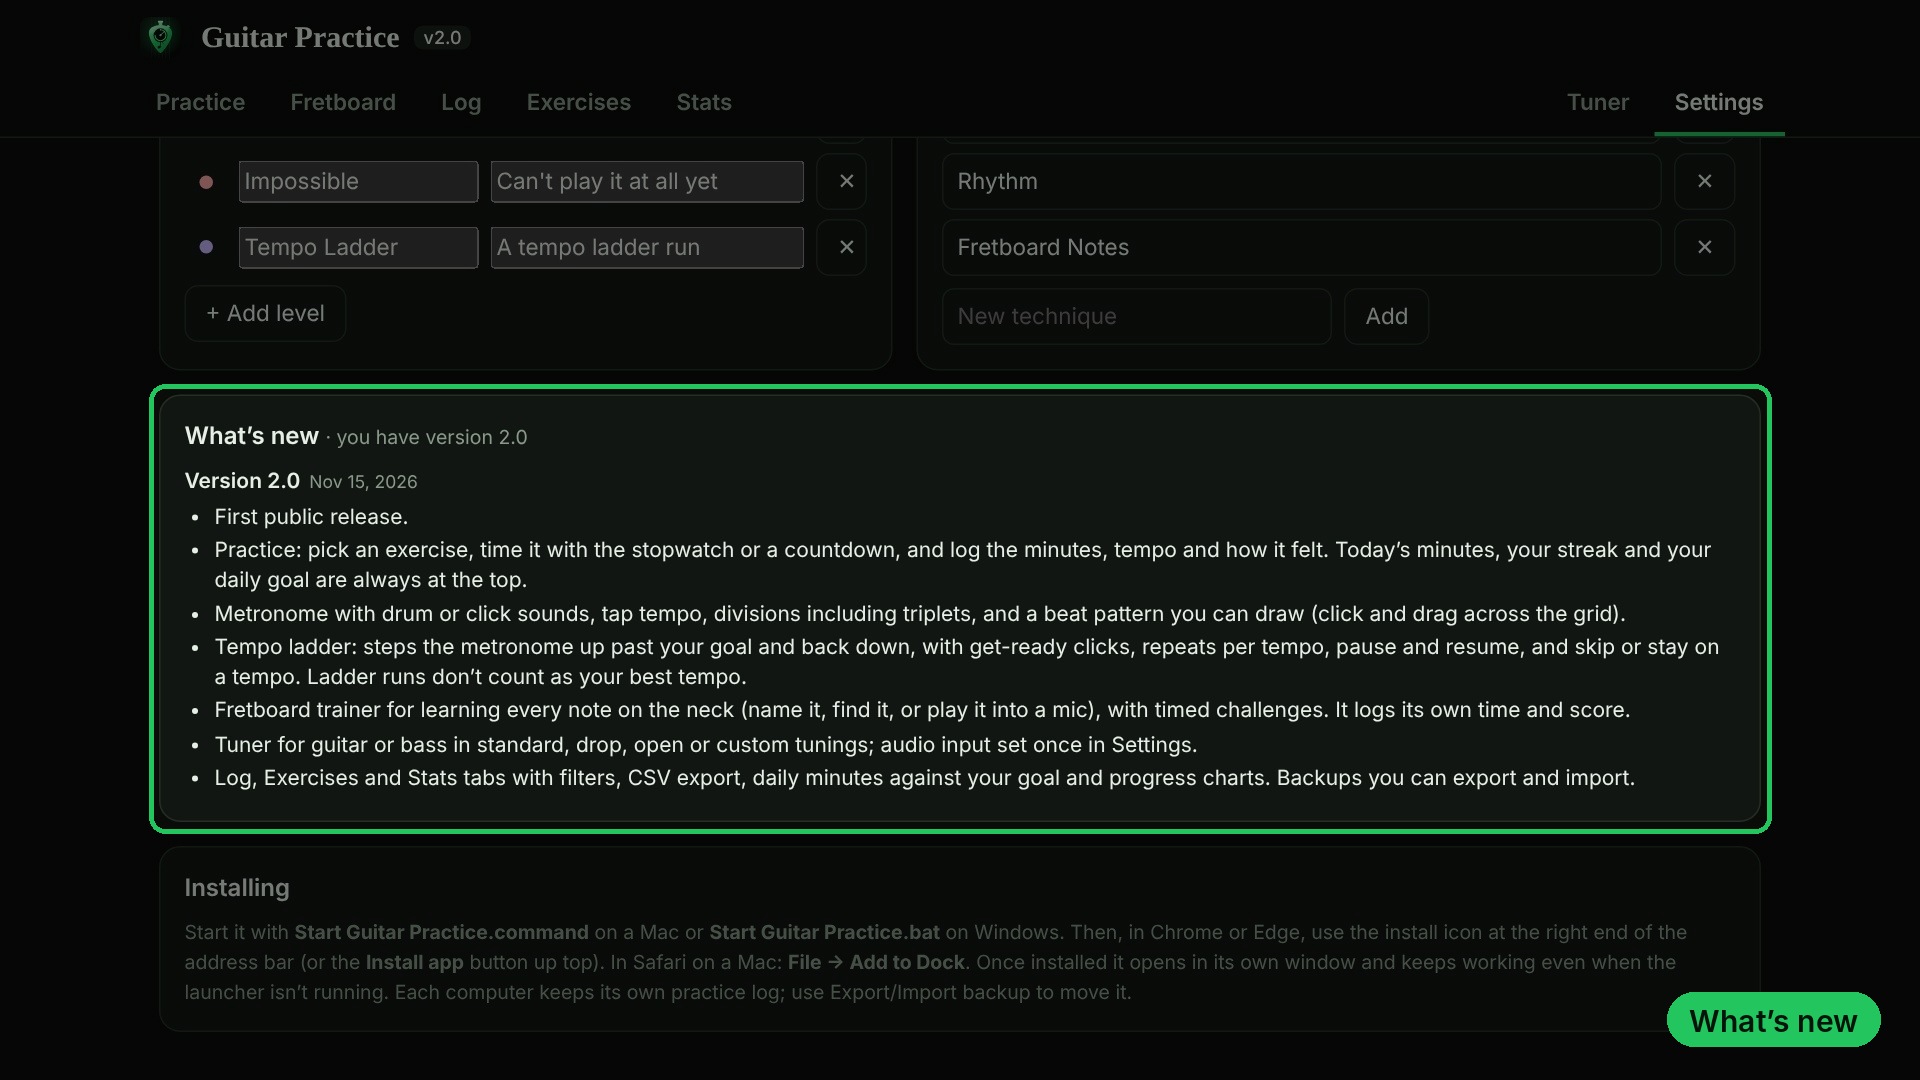 Guitar Practice v2.0
Practice Fretboard Log Exercises Stats Tuner Settings
Impossible Can't play it at all yet ✕
Tempo Ladder A tempo ladder run ✕
+ Add level
Rhythm ✕
Fretboard Notes ✕
New technique Add
What’s new · you have version 2.0
Version 2.0 Nov 15, 2026
• First public release.
• Practice: pick an exercise, time it with the stopwatch or a countdown, and log the minutes, tempo and how it felt. Today’s minutes, your streak and your
daily goal are always at the top.
• Metronome with drum or click sounds, tap tempo, divisions including triplets, and a beat pattern you can draw (click and drag across the grid).
• Tempo ladder: steps the metronome up past your goal and back down, with get-ready clicks, repeats per tempo, pause and resume, and skip or stay on
a tempo. Ladder runs don’t count as your best tempo.
• Fretboard trainer for learning every note on the neck (name it, find it, or play it into a mic), with timed challenges. It logs its own time and score.
• Tuner for guitar or bass in standard, drop, open or custom tunings; audio input set once in Settings.
• Log, Exercises and Stats tabs with filters, CSV export, daily minutes against your goal and progress charts. Backups you can export and import.
Installing
Start it with Start Guitar Practice.command on a Mac or Start Guitar Practice.bat on Windows. Then, in Chrome or Edge, use the install icon at the right end of the
address bar (or the Install app button up top). In Safari on a Mac: File → Add to Dock. Once installed it opens in its own window and keeps working even when the
launcher isn’t running. Each computer keeps its own practice log; use Export/Import backup to move it.
What’s new